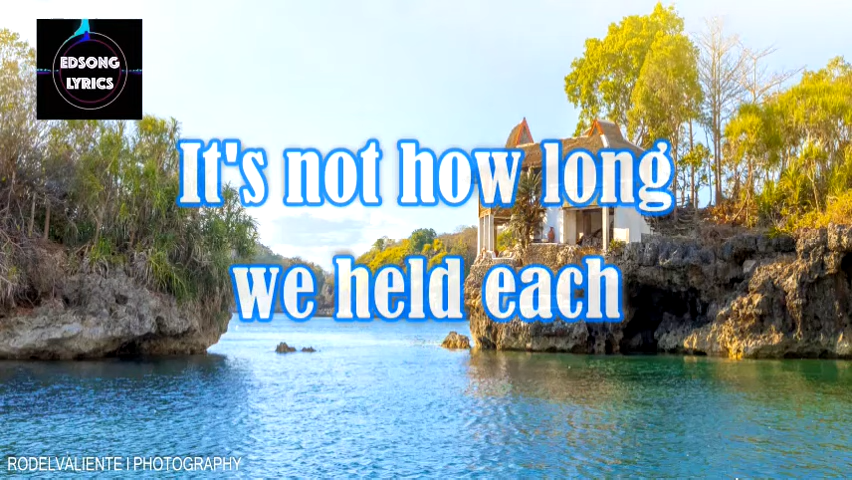 EDSONG
LYRICS
It's not how long
we held each
RODELVALIENTE I PHOTOGRAPHY